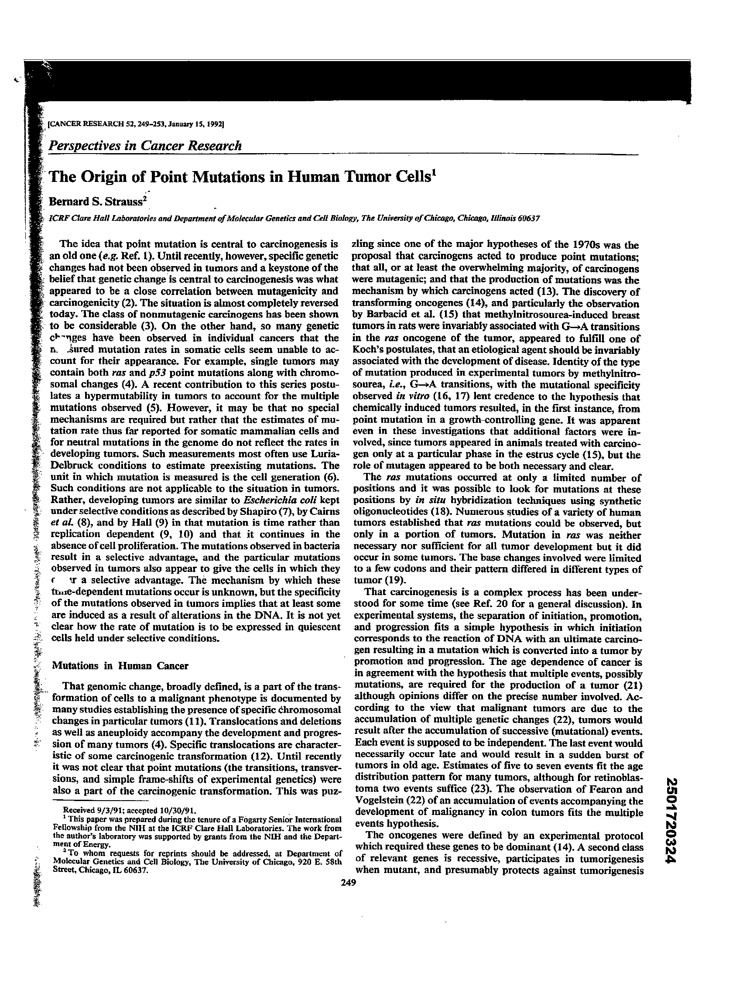 [CANCER RESEARCH 52, 249–253, January 15, 1992]
Perspectives in Cancer Research
The Origin of Point Mutations in Human Tumor Cells¹
Bernard S. Strauss²
ICRF Clare Hall Laboratories and Department of Molecular Genetics and Cell Biology, The University of Chicago, Chicago, Illinois 60637
The idea that point mutation is central to carcinogenesis is
an old one (e.g. Ref. 1). Until recently, however, specific genetic
changes had not been observed in tumors and a keystone of the
belief that genetic change is central to carcinogenesis was what
appeared to be a close correlation between mutagenicity and
carcinogenicity (2). The situation is almost completely reversed
today. The class of nonmutagenic carcinogens has been shown
to be considerable (3). On the other hand, so many genetic
have been observed in individual cancers that the
mutation rates in somatic cells seem unable to ac-
count for their appearance. For example, single tumors may
contain both ras and p53 point mutations along with chromo-
somal changes (4). A recent contribution to this series postu-
lates a hypermutability in tumors to account for the multiple
mutations observed (5). However, it may be that no special
mechanisms are required but rather that the estimates of mu-
tation rate thus far reported for somatic mammalian cells and
for neutral mutations in the genome do not reflect the rates in
developing tumors. Such measurements most often use Luria-
Delbruck conditions to estimate preexisting mutations. The
unit in which mutation is measured is the cell generation (6).
Such conditions are not applicable to the situation in tumors.
Rather, developing tumors are similar to Escherichia coli kept
under selective conditions as described by Shapiro (7), by Cairns
et al. (8), and by Hall (9) in that mutation is time rather than
replication dependent (9, 10) and that it continues in the
absence of cell proliferation. The mutations observed in bacteria
result in a selective advantage, and the particular mutations
observed in tumors also appear to give the cells in which they
a selective advantage. The mechanism by which these
-dependent mutations occur is unknown, but the specificity
of the mutations observed in tumors implies that at least some
are induced as a result of alterations in the DNA. It is not yet
clear how the rate of mutation is to be expressed in quiescent
cells held under selective conditions.
Mutations in Human Cancer
That genomic change, broadly defined, is a part of the trans-
formation of cells to a malignant phenotype is documented by
many studies establishing the presence of specific chromosomal
changes in particular tumors (11). Translocations and deletions
as well as aneuploidy accompany the development and progres-
sion of many tumors (4). Specific translocations are character-
istic of some carcinogenic transformation (12). Until recently
it was not clear that point mutations (the transitions, transver-
sions, and simple frame-shifts of experimental genetics) were
also a part of the carcinogenic transformation. This was puz-
Received 9/3/91; accepted 10/30/91.
¹ This paper was prepared during the tenure of a Fogarty Senior International
Fellowship from the NIH at the ICRF Clare Hall Laboratories. The work from
the author's laboratory was supported by grants from the NIH and the Depart-
ment of Energy.
² To whom requests for reprints should be addressed, at Department of
Molecular Genetics and Cell Biology, The University of Chicago, 920 E. 58th
Street, Chicago, IL 60637.
zling since one of the major hypotheses of the 1970s was the
proposal that carcinogens acted to produce point mutations;
that all, or at least the overwhelming majority, of carcinogens
were mutagenic; and that the production of mutations was the
mechanism by which carcinogens acted (13). The discovery of
transforming oncogenes (14), and particularly the observation
by Barbacid et al. (15) that methylnitrosourea-induced breast
tumors in rats were invariably associated with G→A transitions
in the ras oncogene of the tumor, appeared to fulfill one of
Koch's postulates, that an etiological agent should be invariably
associated with the development of disease. Identity of the type
of mutation produced in experimental tumors by methylnitro-
sourea, i.e., G→A transitions, with the mutational specificity
observed in vitro (16, 17) lent credence to the hypothesis that
chemically induced tumors resulted, in the first instance, from
point mutation in a growth-controlling gene. It was apparent
even in these investigations that additional factors were in-
volved, since tumors appeared in animals treated with carcino-
gen only at a particular phase in the estrus cycle (15), but the
role of mutagen appeared to be both necessary and clear.
The ras mutations occurred at only a limited number of
positions and it was possible to look for mutations at these
positions by in situ hybridization techniques using synthetic
oligonucleotides (18). Numerous studies of a variety of human
tumors established that ras mutations could be observed, but
only in a portion of tumors. Mutation in ras was neither
necessary nor sufficient for all tumor development but it did
occur in some tumors. The base changes involved were limited
to a few codons and their pattern differed in different types of
tumor (19).
That carcinogenesis is a complex process has been under-
stood for some time (see Ref. 20 for a general discussion). In
experimental systems, the separation of initiation, promotion,
and progression fits a simple hypothesis in which initiation
corresponds to the reaction of DNA with an ultimate carcino-
gen resulting in a mutation which is converted into a tumor by
promotion and progression. The age dependence of cancer is
in agreement with the hypothesis that multiple events, possibly
mutations, are required for the production of a tumor (21)
although opinions differ on the precise number involved. Ac-
cording to the view that malignant tumors are due to the
accumulation of multiple genetic changes (22), tumors would
result after the accumulation of successive (mutational) events.
Each event is supposed to be independent. The last event would
necessarily occur late and would result in a sudden burst of
tumors in old age. Estimates of five to seven events fit the age
distribution pattern for many tumors, although for retinoblas-
toma two events suffice (23). The observation of Fearon and
Vogelstein (22) of an accumulation of events accompanying the
development of malignancy in colon tumors fits the multiple
events hypothesis.
The oncogenes were defined by an experimental protocol
which required these genes to be dominant (14). A second class
of relevant genes is recessive, participates in tumorigenesis
when mutant, and presumably protects against tumorigenesis
249
2501720324